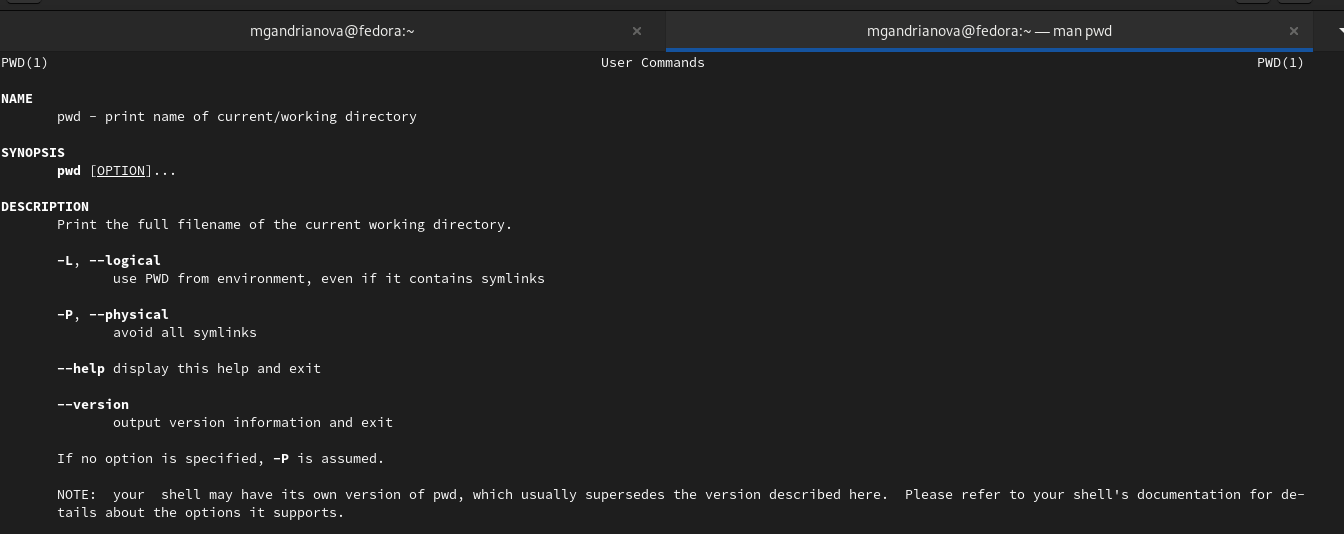 mgandrianova@fedora:~ × mgandrianova@fedora:~ — man pwd ×
PWD(1) User Commands PWD(1)
NAME
pwd - print name of current/working directory
SYNOPSIS
pwd [OPTION]...
DESCRIPTION
Print the full filename of the current working directory.
-L, --logical
use PWD from environment, even if it contains symlinks
-P, --physical
avoid all symlinks
--help display this help and exit
--version
output version information and exit
If no option is specified, -P is assumed.
NOTE:  your  shell may have its own version of pwd, which usually supersedes the version described here.  Please refer to your shell's documentation for de-
tails about the options it supports.